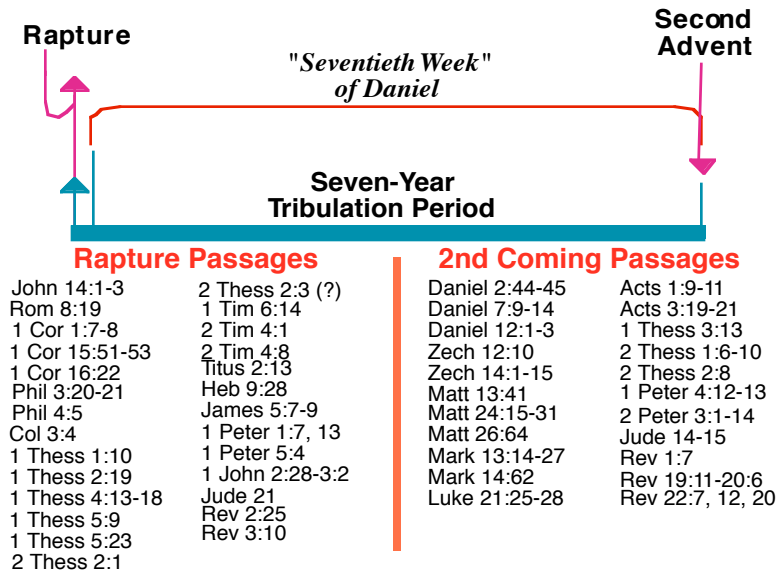 Rapture
Second
Advent
"Seventieth Week"
of Daniel
Seven-Year
Tribulation Period
Rapture Passages
John 14:1-3
Rom 8:19
1 Cor 1:7-8
1 Cor 15:51-53
1 Cor 16:22
Phil 3:20-21
Phil 4:5
Col 3:4
1 Thess 1:10
1 Thess 2:19
1 Thess 4:13-18
1 Thess 5:9
1 Thess 5:23
2 Thess 2:1
2 Thess 2:3 (?)
1 Tim 6:14
2 Tim 4:1
2 Tim 4:8
Titus 2:13
Heb 9:28
James 5:7-9
1 Peter 1:7, 13
1 Peter 5:4
1 John 2:28-3:2
Jude 21
Rev 2:25
Rev 3:10
2nd Coming Passages
Daniel 2:44-45
Daniel 7:9-14
Daniel 12:1-3
Zech 12:10
Zech 14:1-15
Matt 13:41
Matt 24:15-31
Matt 26:64
Mark 13:14-27
Mark 14:62
Luke 21:25-28
Acts 1:9-11
Acts 3:19-21
1 Thess 3:13
2 Thess 1:6-10
2 Thess 2:8
1 Peter 4:12-13
2 Peter 3:1-14
Jude 14-15
Rev 1:7
Rev 19:11-20:6
Rev 22:7, 12, 20